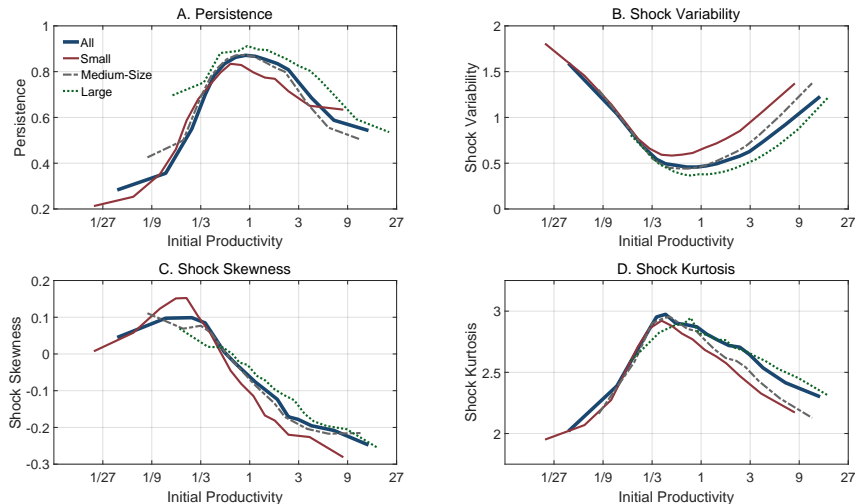 A. Persistence
1
0.8
0.6
0.4
0.2
Persistence
All
Small
Medium-Size
Large
1/27 1/9 1/3 1 3 9 27
Initial Productivity
B. Shock Variability
2
1.5
1
0.5
0
Shock Variability
1/27 1/9 1/3 1 3 9 27
Initial Productivity
C. Shock Skewness
0.2
0.1
0
-0.1
-0.2
-0.3
Shock Skewness
1/27 1/9 1/3 1 3 9 27
Initial Productivity
D. Shock Kurtosis
3
2.5
2
Shock Kurtosis
1/27 1/9 1/3 1 3 9 27
Initial Productivity